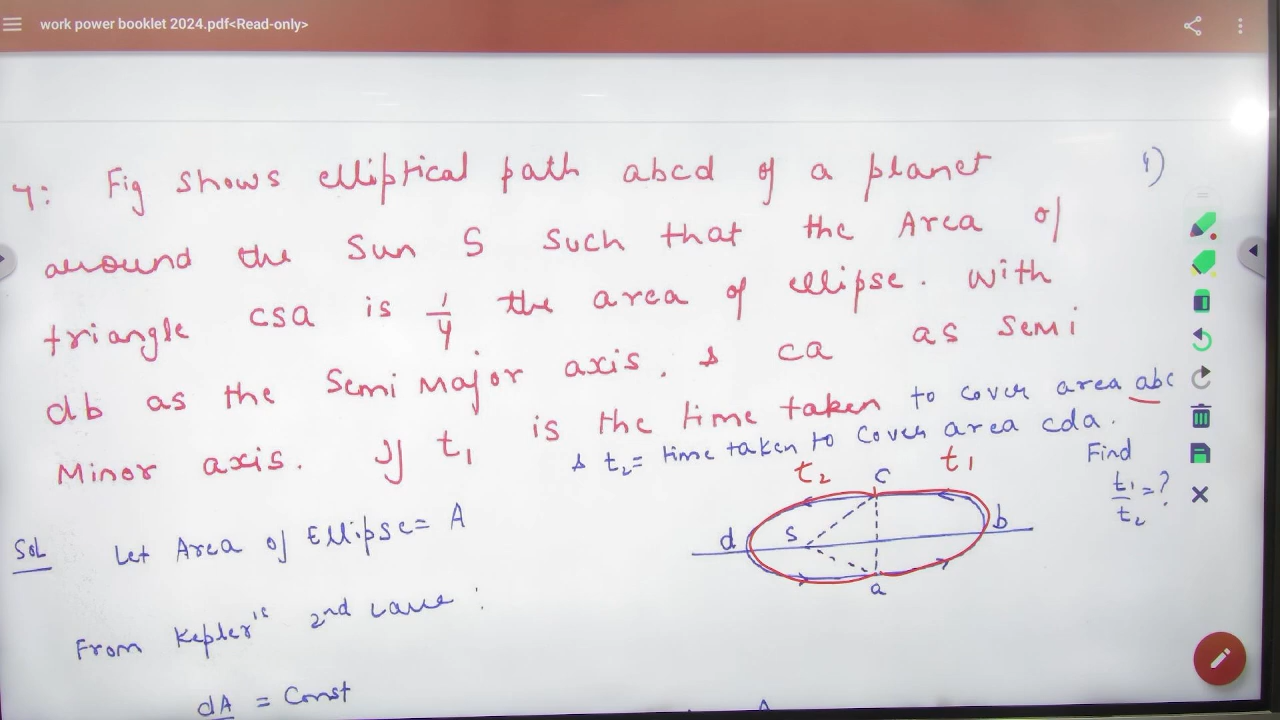 work power booklet 2024.pdf<Read-only>
4: Fig shows elliptical path abcd of a planet
4)
around the Sun S such that the Area of
triangle csa is 1/4 the area of ellipse. With
db as the Semi Major axis, & ca as semi
Minor axis. If t1 is the time taken to cover area abc
& t2= time taken to cover area cda.
Find
t1/t2 = ?
t2 c t1
d S b
a
Sol Let Area of Ellipse= A
From Kepler's 2nd Lawe :
dA = Const